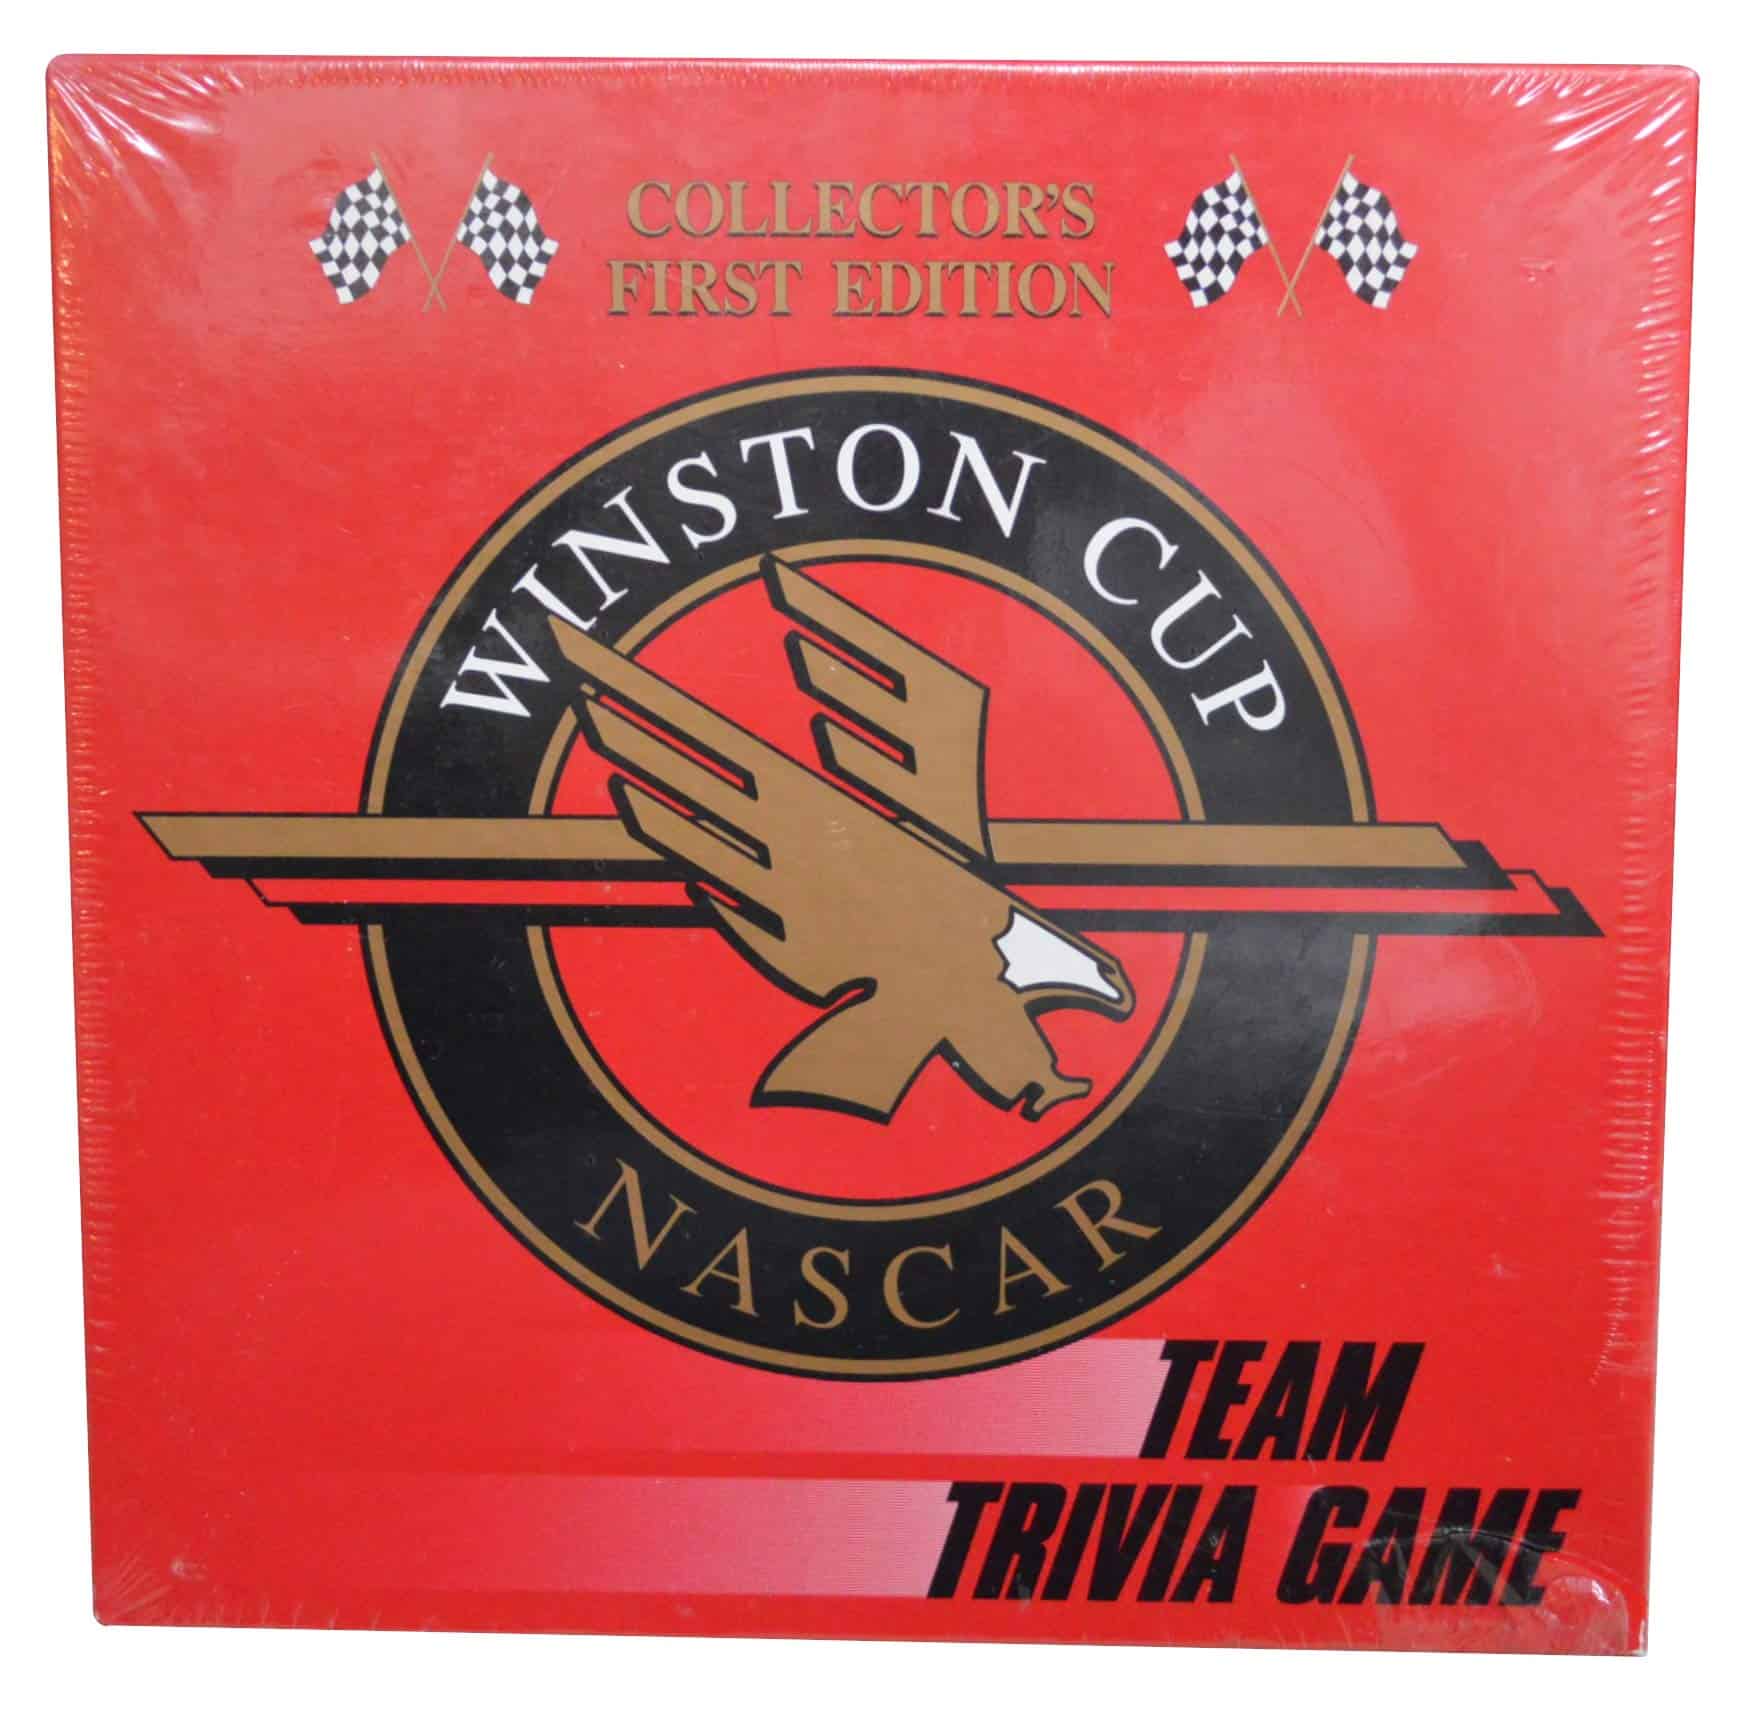 COLLECTOR'S
FIRST EDITION
WINSTON CUP
NASCAR
TEAM
TRIVIA GAME